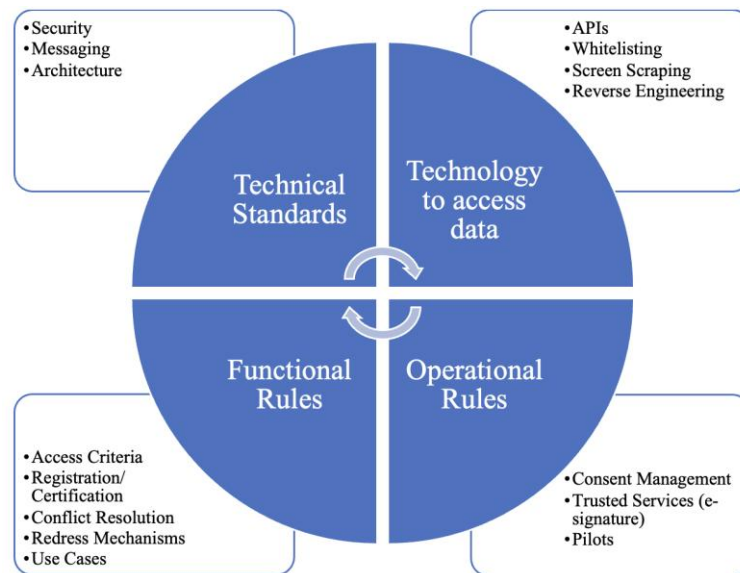 •Security
•Messaging
•Architecture
•APIs
•Whitelisting
•Screen Scraping
•Reverse Engineering
Technical
Standards
Technology
to access
data
Functional
Rules
Operational
Rules
•Access Criteria
•Registration/
Certification
•Conflict Resolution
•Redress Mechanisms
•Use Cases
•Consent Management
•Trusted Services (e-
signature)
•Pilots